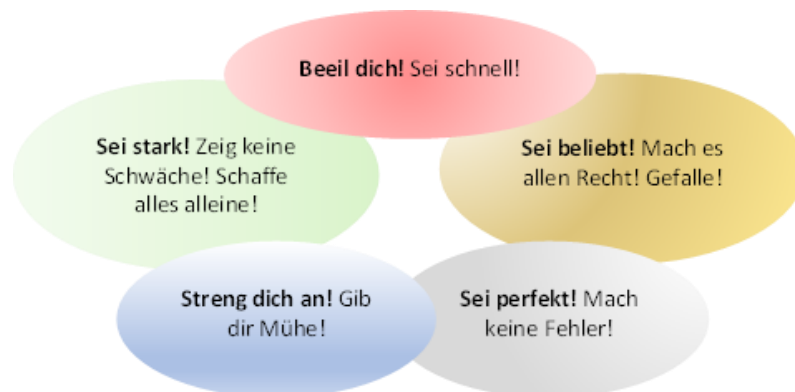 Beeil dich! Sei schnell!
Sei stark! Zeig keine
Schwäche! Schaffe
alles alleine!
Sei beliebt! Mach es
allen Recht! Gefalle!
Streng dich an! Gib
dir Mühe!
Sei perfekt! Mach
keine Fehler!